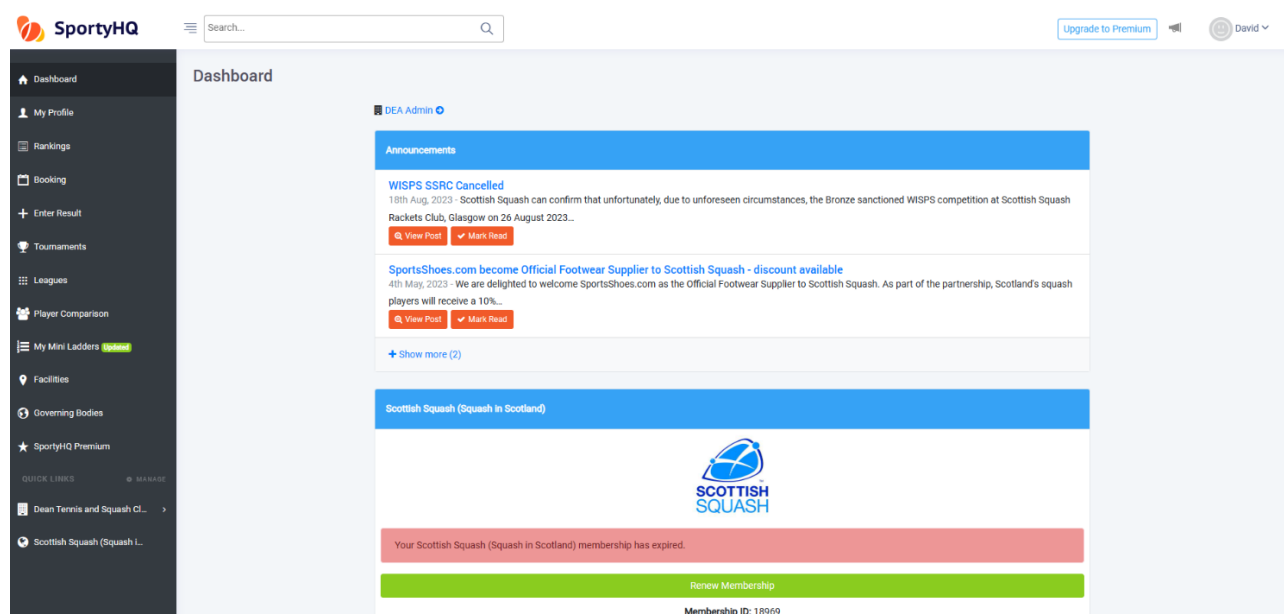 SportyHQ
Search...
Upgrade to Premium
David
Dashboard
My Profile
Rankings
Booking
Enter Result
Tournaments
Leagues
Player Comparison
My Mini Ladders Updated
Facilities
Governing Bodies
SportyHQ Premium
QUICK LINKS MANAGE
Dean Tennis and Squash Cl...
Scottish Squash (Squash i...
Dashboard
DEA Admin
Announcements
WISPS SSRC Cancelled
18th Aug, 2023 - Scottish Squash can confirm that unfortunately, due to unforeseen circumstances, the Bronze sanctioned WISPS competition at Scottish Squash
Rackets Club, Glasgow on 26 August 2023...
View Post Mark Read
SportsShoes.com become Official Footwear Supplier to Scottish Squash - discount available
4th May, 2023 - We are delighted to welcome SportsShoes.com as the Official Footwear Supplier to Scottish Squash. As part of the partnership, Scotland's squash
players will receive a 10%...
View Post Mark Read
+ Show more (2)
Scottish Squash (Squash in Scotland)
SCOTTISH
SQUASH
Your Scottish Squash (Squash in Scotland) membership has expired.
Renew Membership
Membership ID: 18969